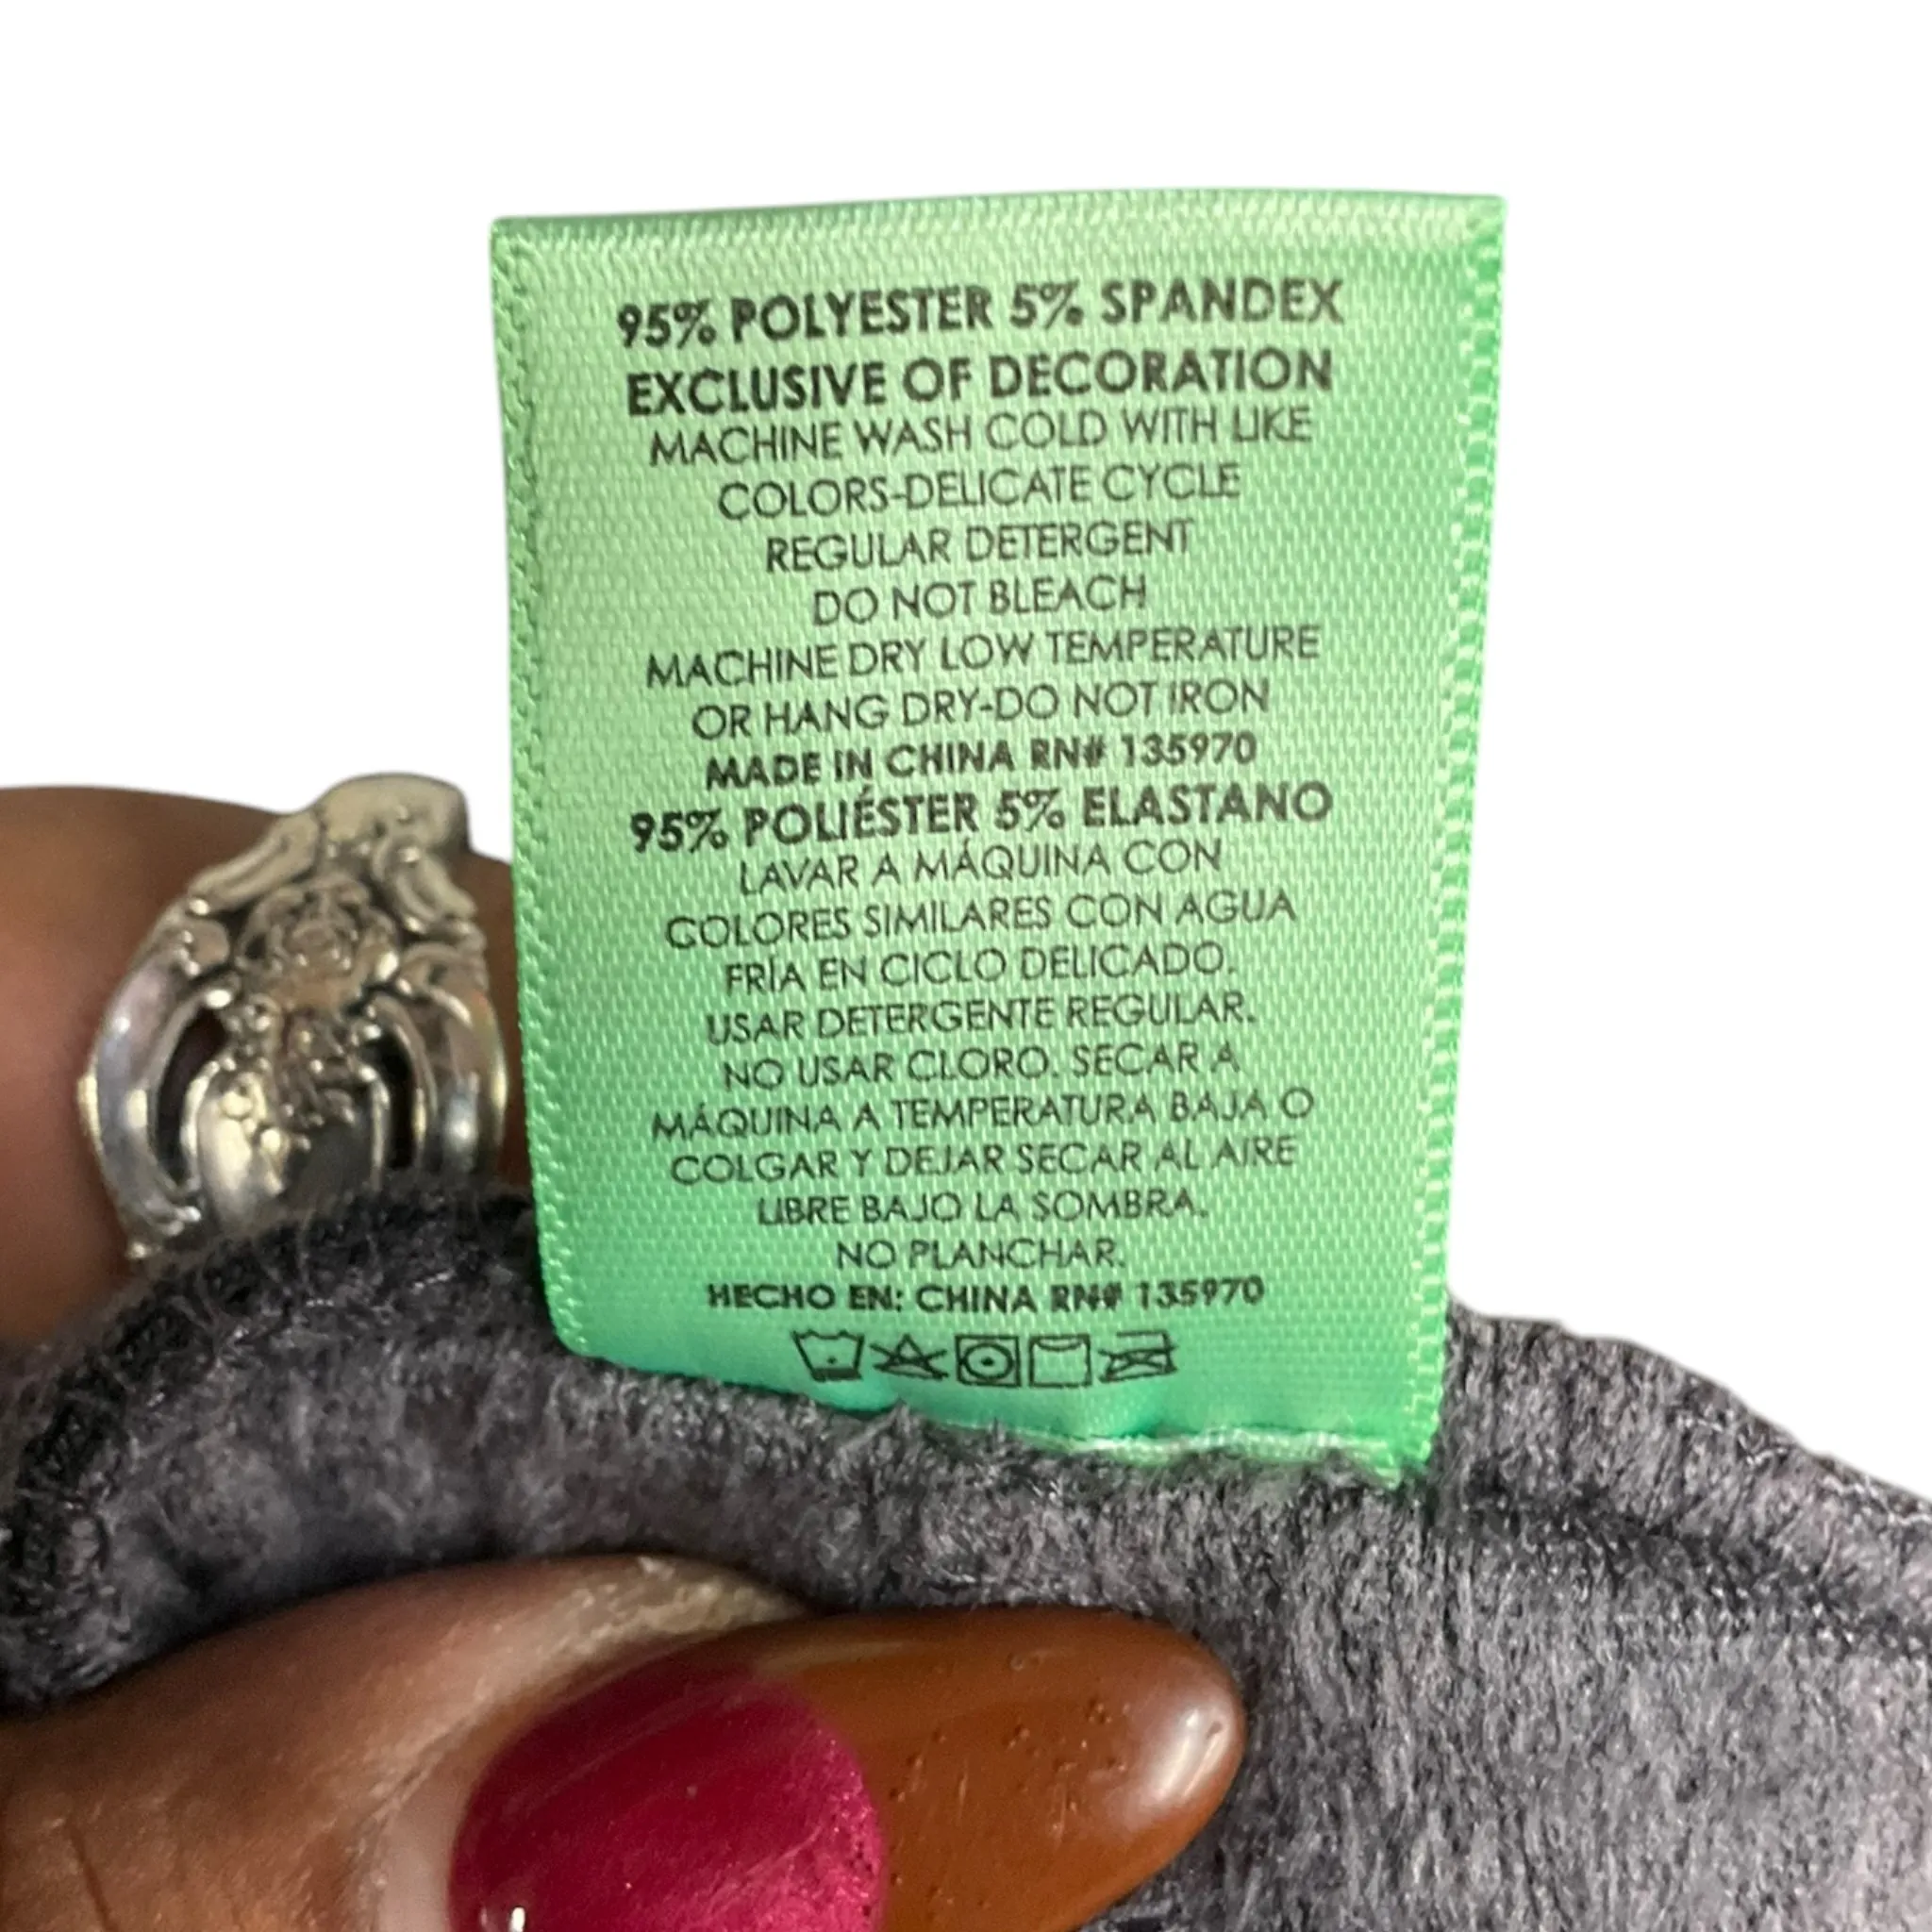 95% POLYESTER 5% SPANDEX
EXCLUSIVE OF DECORATION
MACHINE WASH COLD WITH LIKE
COLORS-DELICATE CYCLE
REGULAR DETERGENT
DO NOT BLEACH
MACHINE DRY LOW TEMPERATURE
OR HANG DRY-DO NOT IRON
MADE IN CHINA RN# 135970
95% POLIÉSTER 5% ELASTANO
LAVAR A MÁQUINA CON
COLORES SIMILARES CON AGUA
FRÍA EN CICLO DELICADO.
USAR DETERGENTE REGULAR.
NO USAR CLORO. SECAR A
MÁQUINA A TEMPERATURA BAJA O
COLGAR Y DEJAR SECAR AL AIRE
LIBRE BAJO LA SOMBRA.
NO PLANCHAR.
HECHO EN: CHINA RN# 135970